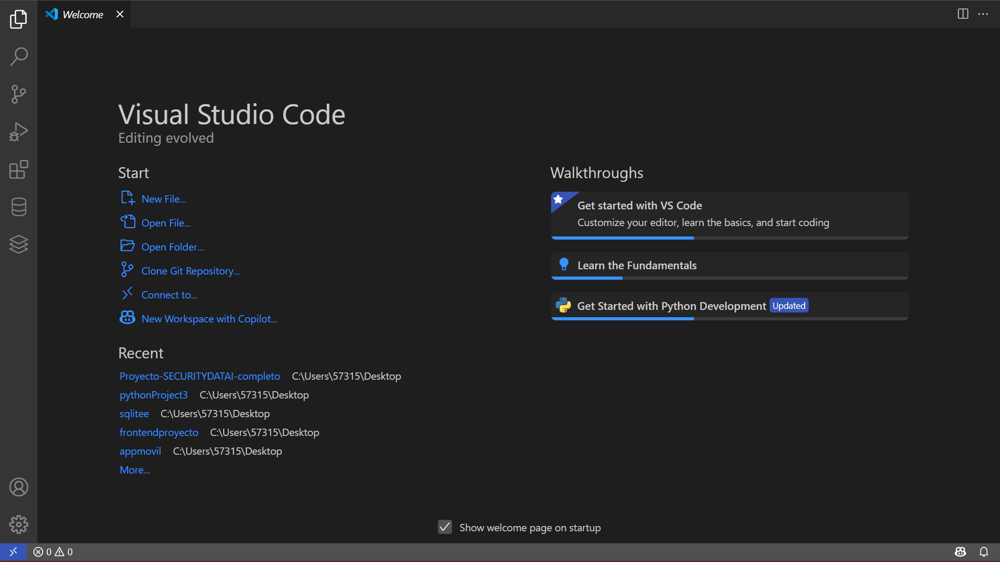 Welcome
Visual Studio Code
Editing evolved
Start
New File...
Open File...
Open Folder...
Clone Git Repository...
Connect to...
New Workspace with Copilot...
Recent
Proyecto-SECURITYDATAI-completo C:\Users\57315\Desktop
pythonProject3 C:\Users\57315\Desktop
sqlitee C:\Users\57315\Desktop
frontendproyecto C:\Users\57315\Desktop
appmovil C:\Users\57315\Desktop
More...
Walkthroughs
Get started with VS Code
Customize your editor, learn the basics, and start coding
Learn the Fundamentals
Get Started with Python Development Updated
Show welcome page on startup
0 0